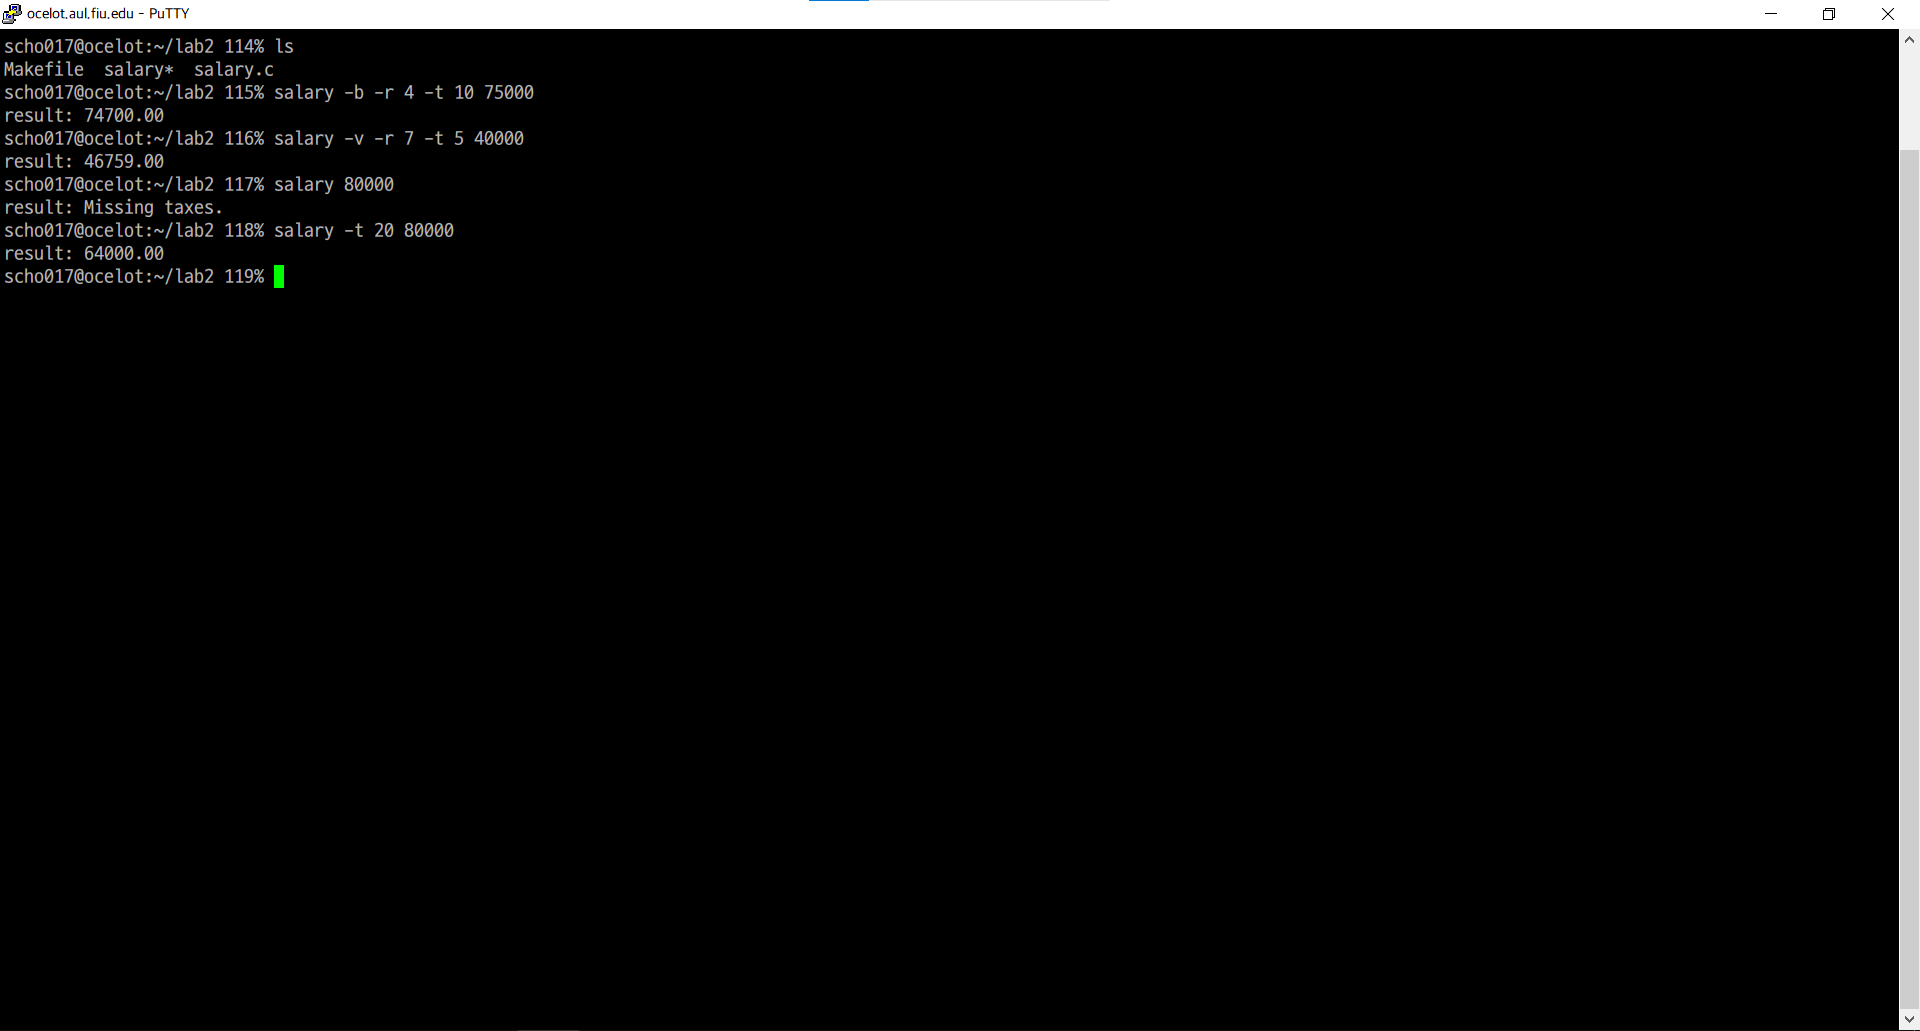 ocelot.aul.fiu.edu - PuTTY
scho017@ocelot:~/lab2 114% ls
Makefile  salary*  salary.c
scho017@ocelot:~/lab2 115% salary -b -r 4 -t 10 75000
result: 74700.00
scho017@ocelot:~/lab2 116% salary -v -r 7 -t 5 40000
result: 46759.00
scho017@ocelot:~/lab2 117% salary 80000
result: Missing taxes.
scho017@ocelot:~/lab2 118% salary -t 20 80000
result: 64000.00
scho017@ocelot:~/lab2 119%